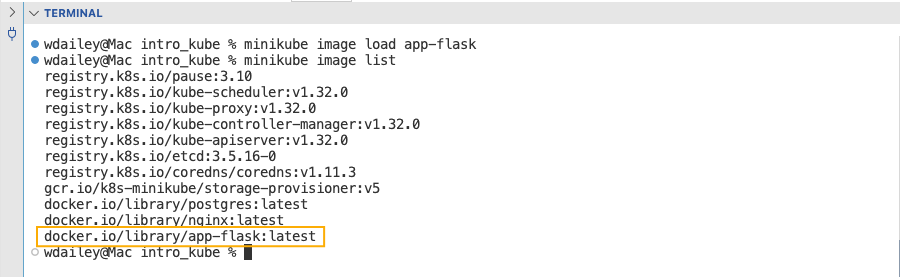 TERMINAL
wdailey@Mac intro_kube % minikube image load app-flask
wdailey@Mac intro_kube % minikube image list
registry.k8s.io/pause:3.10
registry.k8s.io/kube-scheduler:v1.32.0
registry.k8s.io/kube-proxy:v1.32.0
registry.k8s.io/kube-controller-manager:v1.32.0
registry.k8s.io/kube-apiserver:v1.32.0
registry.k8s.io/etcd:3.5.16-0
registry.k8s.io/coredns/coredns:v1.11.3
gcr.io/k8s-minikube/storage-provisioner:v5
docker.io/library/postgres:latest
docker.io/library/nginx:latest
docker.io/library/app-flask:latest
wdailey@Mac intro_kube %